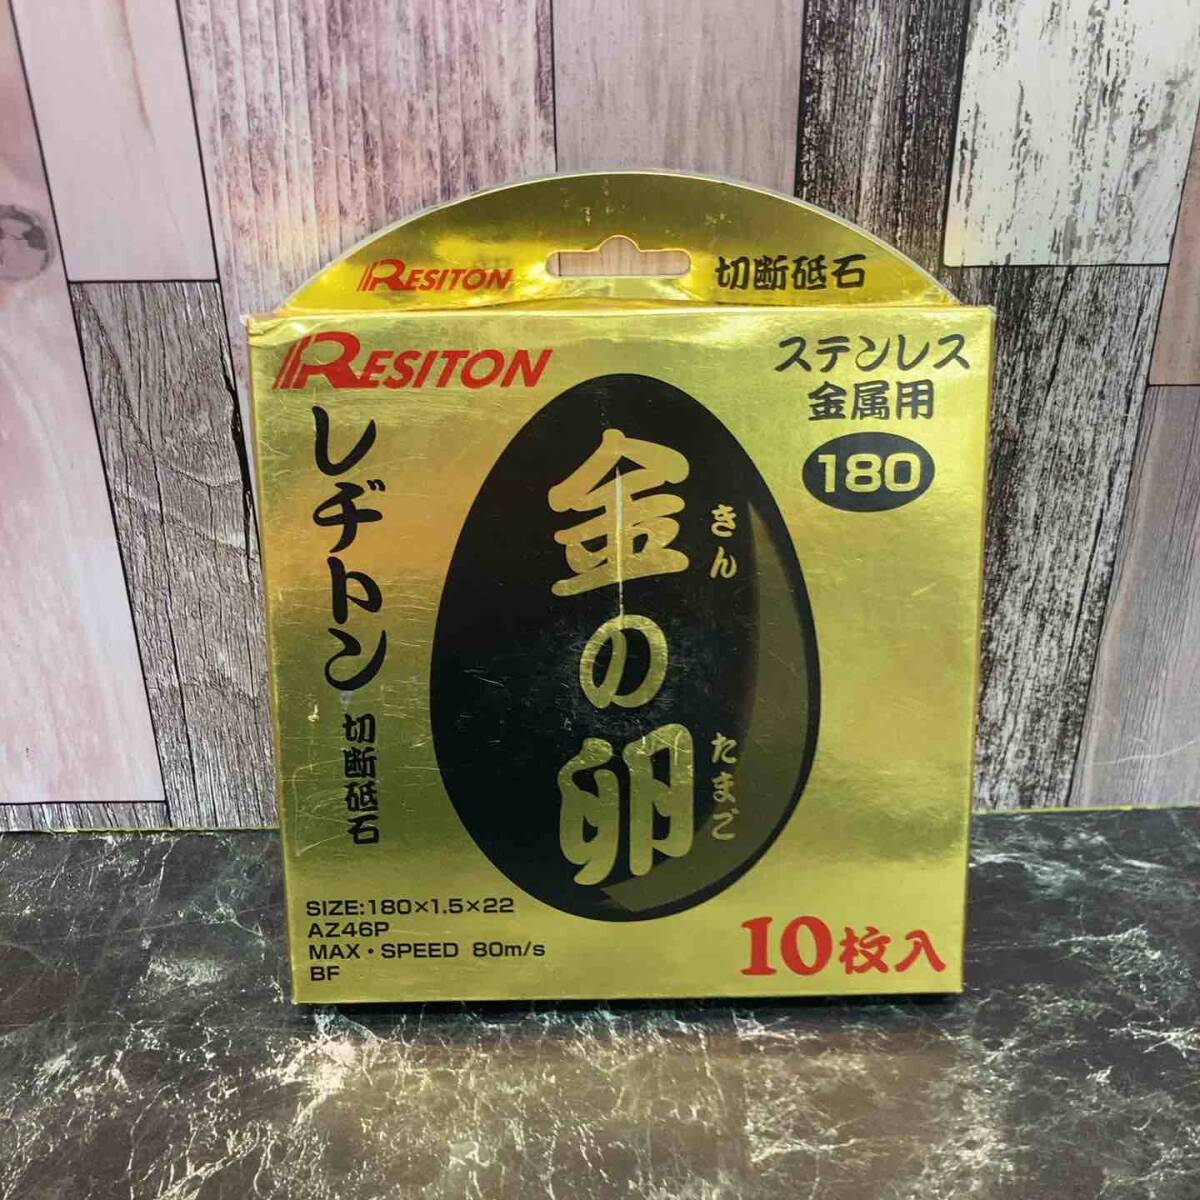 RESITON
切断砥石
RESITON
ステンレス
金属用
180
レヂトン
切断砥石
金の卵
きん
たまご
SIZE:180×1.5×22
AZ46P
MAX・SPEED 80m/s
BF
10枚入